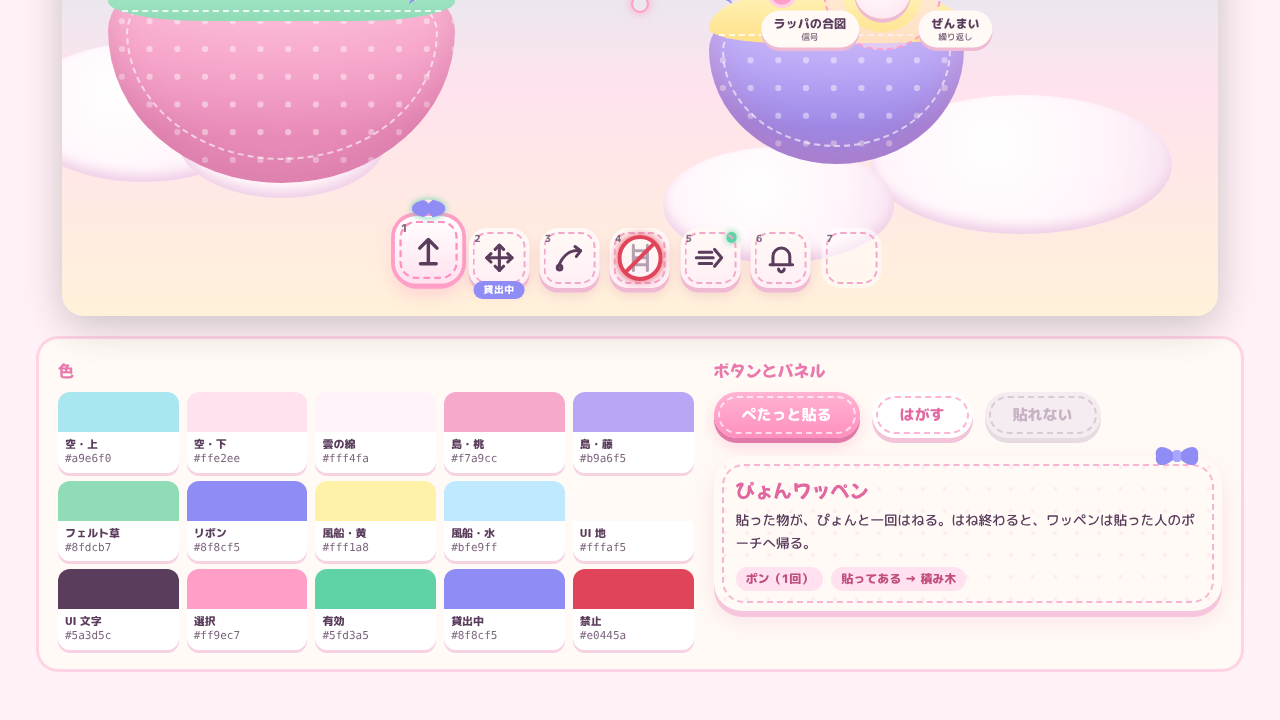 ラッパの合図
信号
ぜんまい
繰り返し
1
2
3
4
5
6
7
貸出中
色
空・上
#a9e6f0
空・下
#ffe2ee
雲の綿
#fff4fa
島・桃
#f7a9cc
島・藤
#b9a6f5
フェルト草
#8fdcb7
リボン
#8f8cf5
風船・黄
#fff1a8
風船・水
#bfe9ff
UI 地
#fffaf5
UI 文字
#5a3d5c
選択
#ff9ec7
有効
#5fd3a5
貸出中
#8f8cf5
禁止
#e0445a
ボタンとパネル
ぺたっと貼る
はがす
貼れない
ぴょんワッペン
貼った物が、ぴょんと一回はねる。はね終わると、ワッペンは貼った人のポ
ーチへ帰る。
ポン（1回）
貼ってある → 積み木